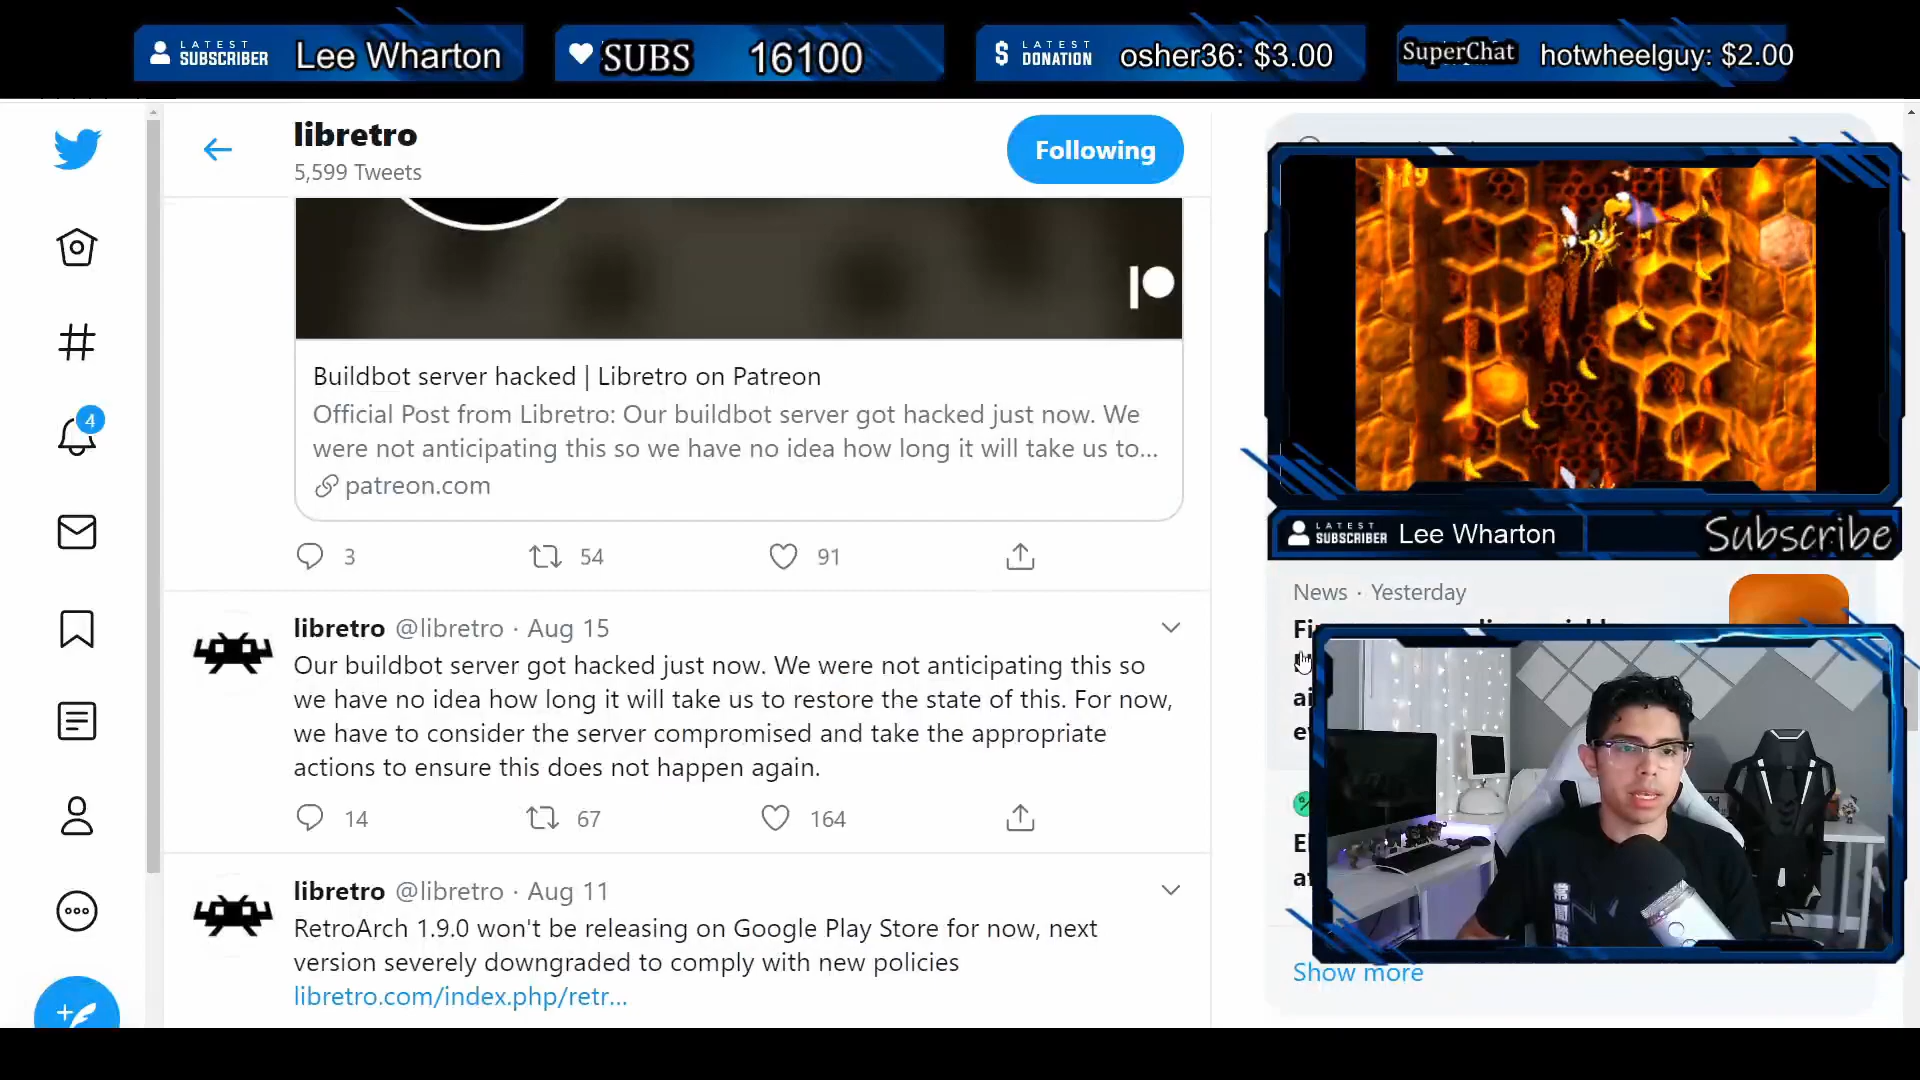 LATEST SUBSCRIBER Lee Wharton
SUBS 16100
LATEST DONATION osher36: $3.00
SuperChat hotwheelguy: $2.00
libretro
5,599 Tweets
Following
Buildbot server hacked | Libretro on Patreon
Official Post from Libretro: Our buildbot server got hacked just now. We
were not anticipating this so we have no idea how long it will take us to...
patreon.com
3 54 91
4
libretro @libretro · Aug 15
Our buildbot server got hacked just now. We were not anticipating this so
we have no idea how long it will take us to restore the state of this. For now,
we have to consider the server compromised and take the appropriate
actions to ensure this does not happen again.
14 67 164
libretro @libretro · Aug 11
RetroArch 1.9.0 won't be releasing on Google Play Store for now, next
version severely downgraded to comply with new policies
libretro.com/index.php/retr...
LATEST SUBSCRIBER Lee Wharton
Subscribe
News · Yesterday
Show more